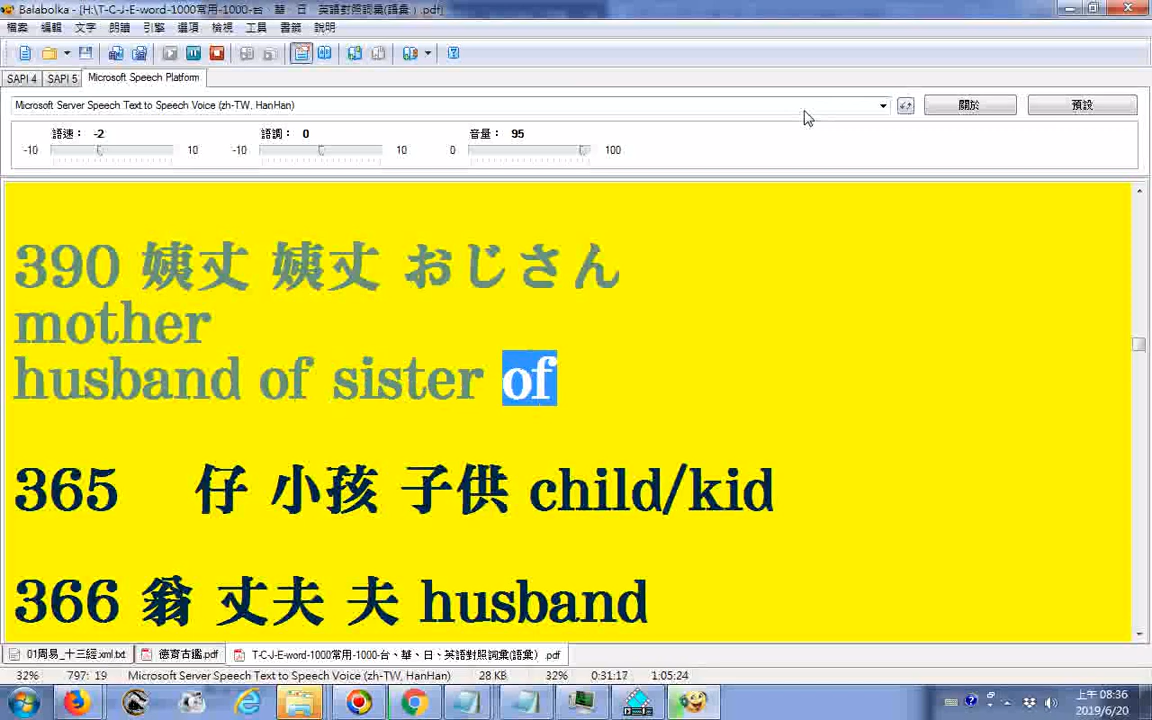 Balabolka - [H:\T-C-J-E-word-1000常用-1000-台、華、日、英語對照詞彙(語彙).pdf]
檔案 編輯 文字 朗讀 引擎 選項 檢視 工具 書籤 說明
SAPI 4 SAPI 5 Microsoft Speech Platform
Microsoft Server Speech Text to Speech Voice (zh-TW, HanHan) 關於 預設
語速： -2 語調： 0 音量： 95
-10 10 -10 10 0 100
390 姨丈 姨丈 おじさん
mother
husband of sister of
365 仔 小孩 子供 child/kid
366 翁 丈夫 夫 husband
01周易_十三經.xml.txt 德育古鑑.pdf T-C-J-E-word-1000常用-1000-台、華、日、英語對照詞彙(語彙）.pdf
32% 797: 19 Microsoft Server Speech Text to Speech Voice (zh-TW, HanHan) 28 KB 32% 0:31:17 1:05:24
上午 08:36
2019/6/20